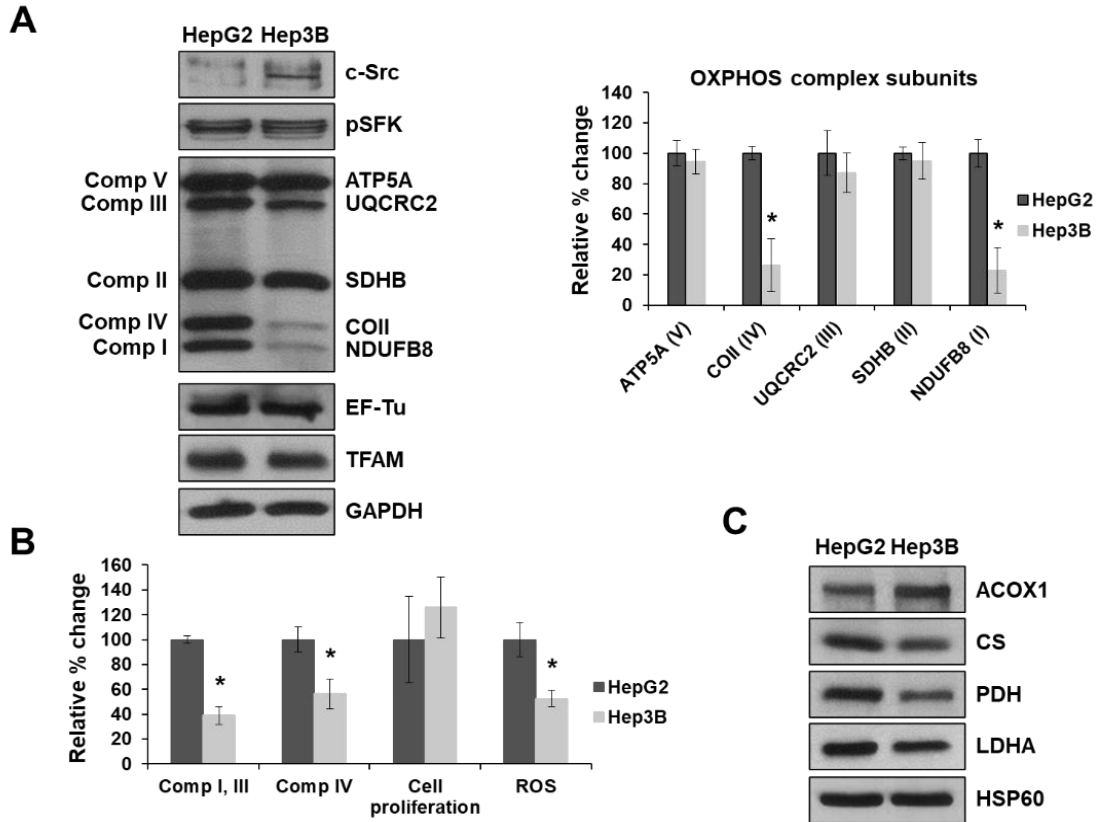 A
HepG2 Hep3B
c-Src
pSFK
Comp V ATP5A
Comp III UQCRC2
Comp II SDHB
Comp IV COII
Comp I NDUFB8
EF-Tu
TFAM
GAPDH
OXPHOS complex subunits
Relative % change
140
120
100
80
60
40
20
0
*
*
HepG2
Hep3B
ATP5A (V)
COII (IV)
UQCRC2 (III)
SDHB (II)
NDUFB8 (I)
B
Relative % change
160
140
120
100
80
60
40
20
0
*
*
*
HepG2
Hep3B
Comp I, III
Comp IV
Cell
proliferation
ROS
C
HepG2 Hep3B
ACOX1
CS
PDH
LDHA
HSP60